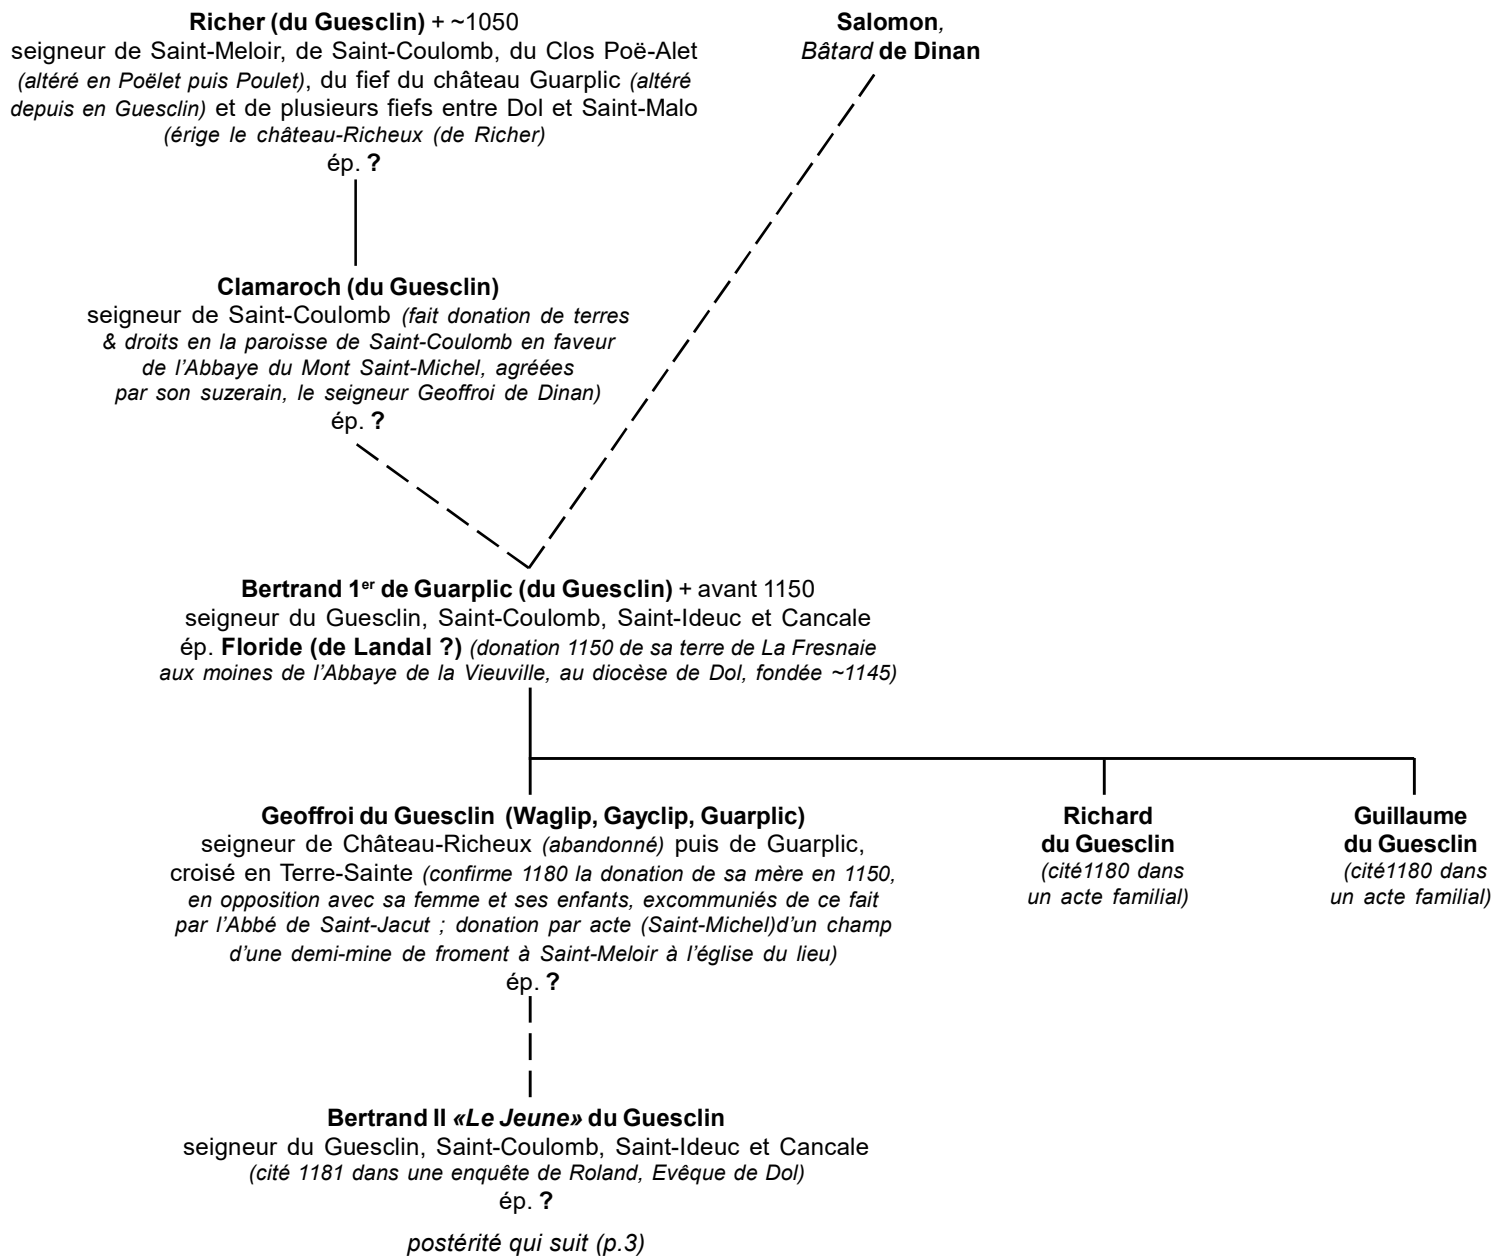 Richer (du Guesclin) + ~1050
seigneur de Saint-Meloir, de Saint-Coulomb, du Clos Poë-Alet
(altéré en Poëlet puis Poulet), du fief du château Guarplic (altéré
depuis en Guesclin) et de plusieurs fiefs entre Dol et Saint-Malo
(érige le château-Richeux (de Richer)
ép. ?
Salomon,
Bâtard de Dinan
Clamaroch (du Guesclin)
seigneur de Saint-Coulomb (fait donation de terres
& droits en la paroisse de Saint-Coulomb en faveur
de l’Abbaye du Mont Saint-Michel, agréées
par son suzerain, le seigneur Geoffroi de Dinan)
ép. ?
Bertrand 1er de Guarplic (du Guesclin) + avant 1150
seigneur du Guesclin, Saint-Coulomb, Saint-Ideuc et Cancale
ép. Floride (de Landal ?) (donation 1150 de sa terre de La Fresnaie
aux moines de l’Abbaye de la Vieuville, au diocèse de Dol, fondée ~1145)
Geoffroi du Guesclin (Waglip, Gayclip, Guarplic)
seigneur de Château-Richeux (abandonné) puis de Guarplic,
croisé en Terre-Sainte (confirme 1180 la donation de sa mère en 1150,
en opposition avec sa femme et ses enfants, excommuniés de ce fait
par l’Abbé de Saint-Jacut ; donation par acte (Saint-Michel)d’un champ
d’une demi-mine de froment à Saint-Meloir à l’église du lieu)
ép. ?
Richard
du Guesclin
(cité1180 dans
un acte familial)
Guillaume
du Guesclin
(cité1180 dans
un acte familial)
Bertrand II «Le Jeune» du Guesclin
seigneur du Guesclin, Saint-Coulomb, Saint-Ideuc et Cancale
(cité 1181 dans une enquête de Roland, Evêque de Dol)
ép. ?
postérité qui suit (p.3)